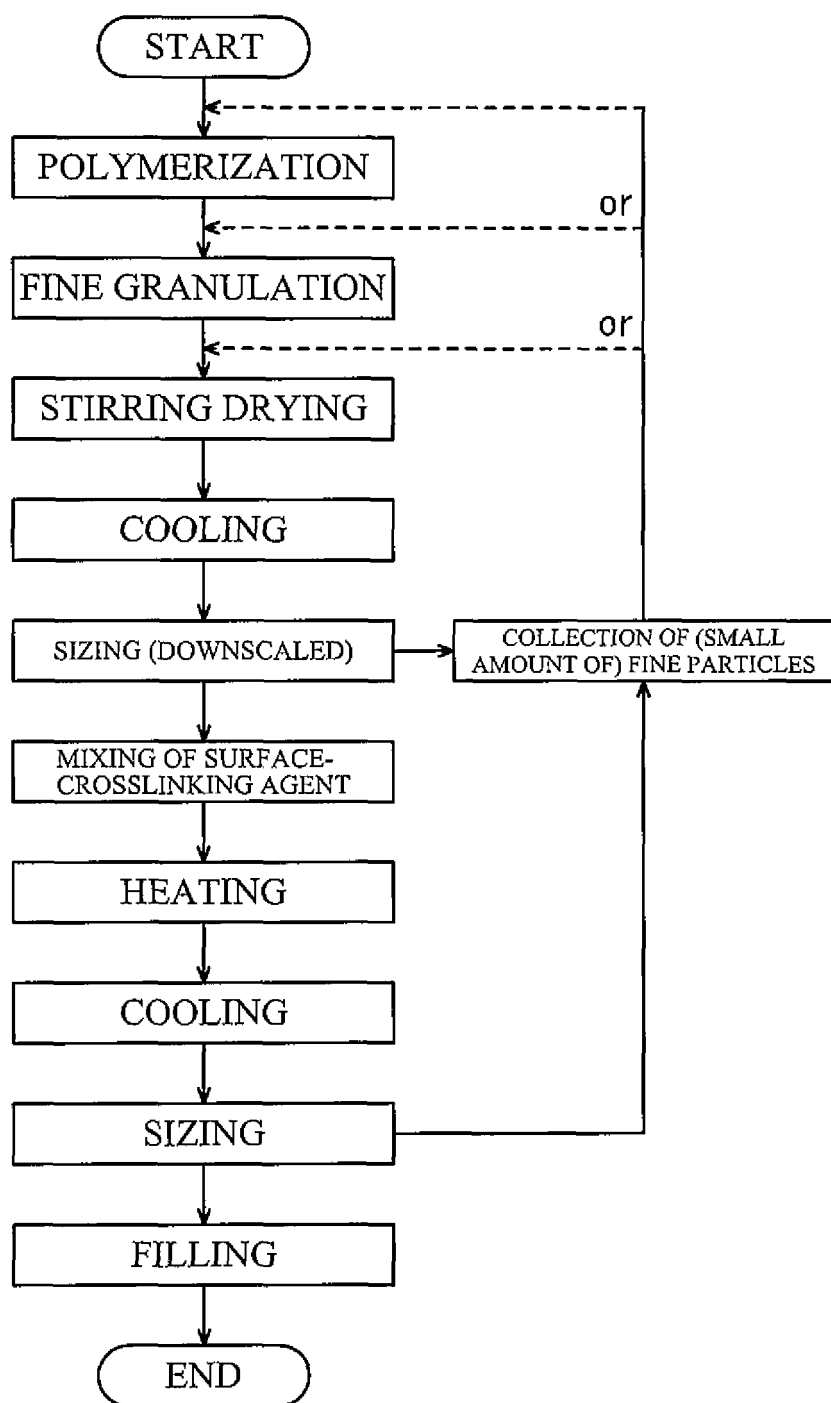 START
POLYMERIZATION
or
FINE GRANULATION
or
STIRRING DRYING
COOLING
SIZING (DOWNSCALED)
COLLECTION OF (SMALL
AMOUNT OF) FINE PARTICLES
MIXING OF SURFACE-
CROSSLINKING AGENT
HEATING
COOLING
SIZING
FILLING
END